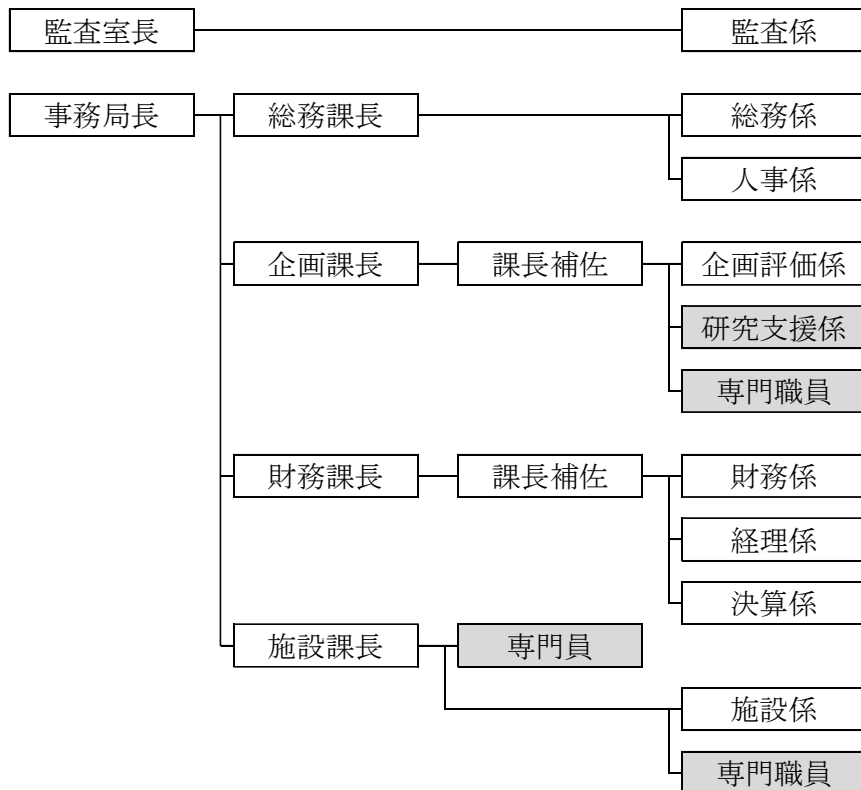 監査室長
監査係
事務局長
総務課長
総務係
人事係
企画課長
課長補佐
企画評価係
研究支援係
専門職員
財務課長
課長補佐
財務係
経理係
決算係
施設課長
専門員
施設係
専門職員